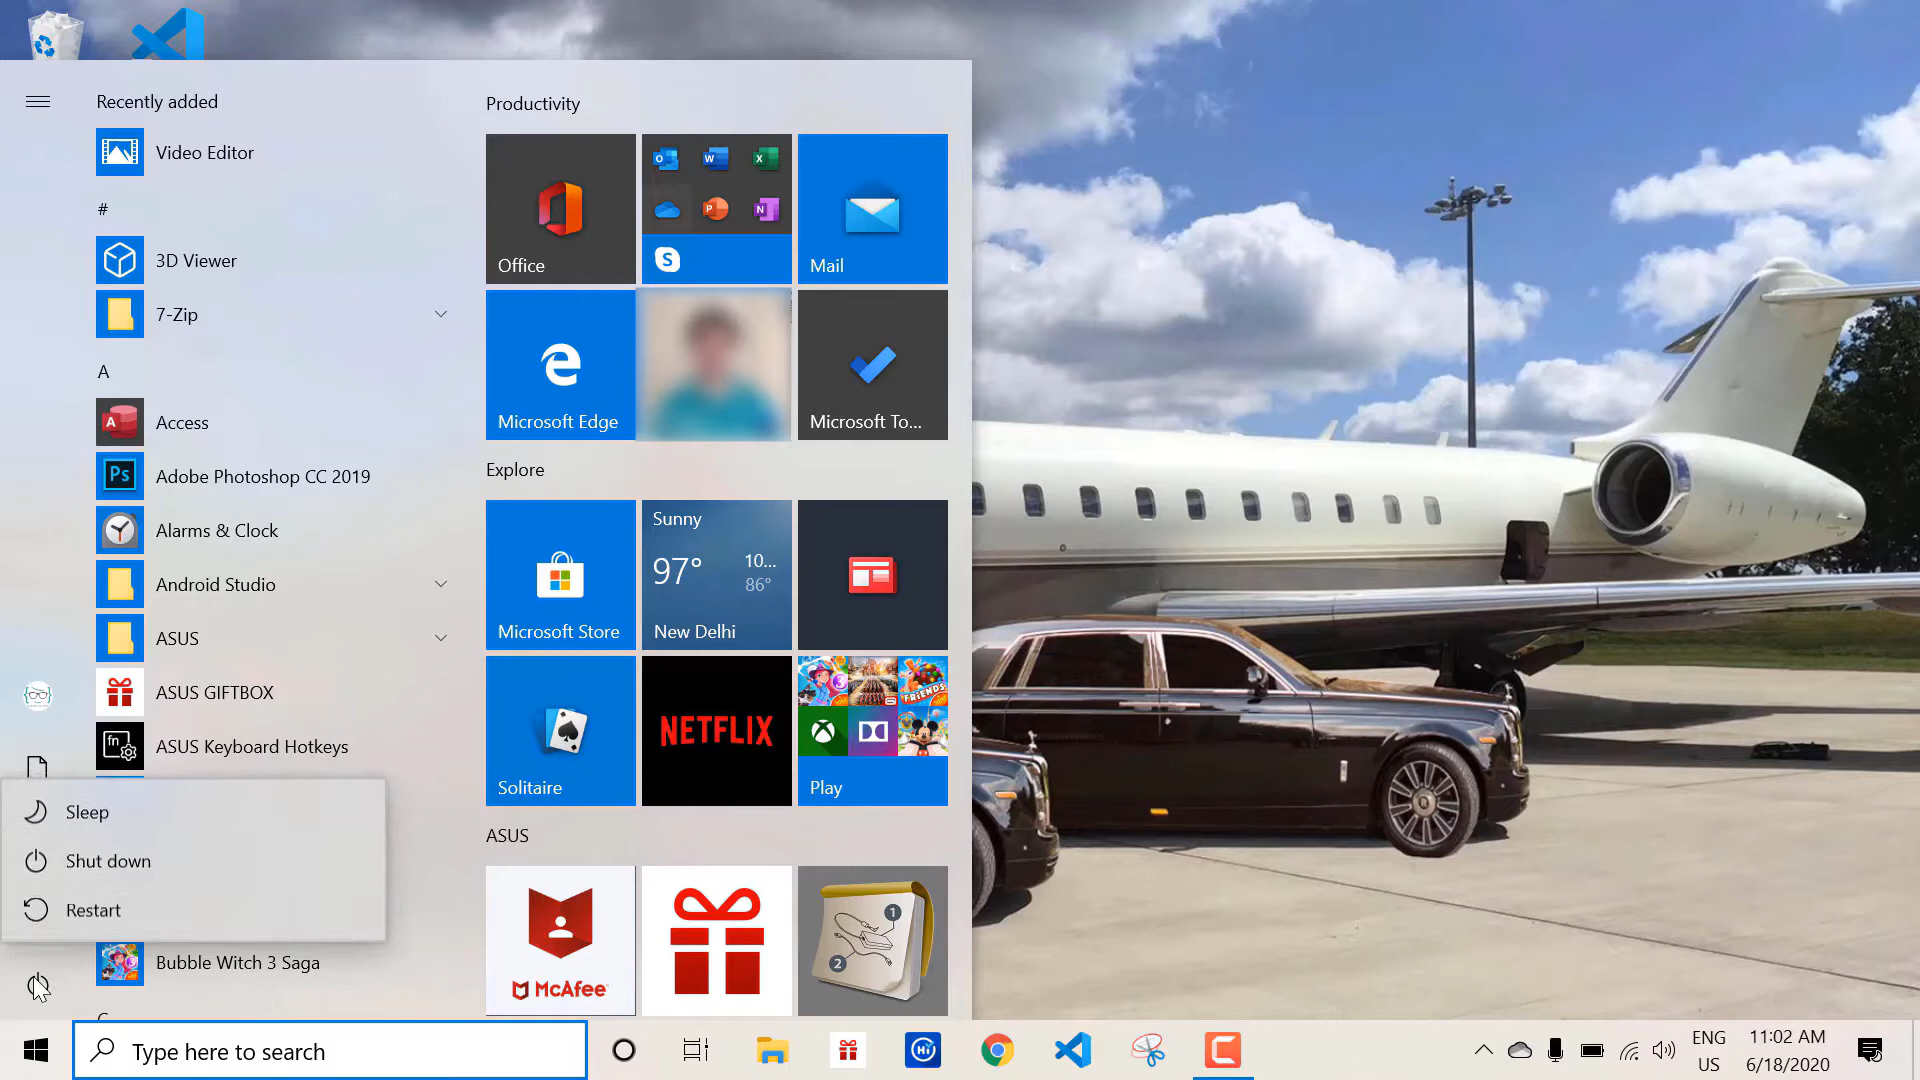 Recently added
Video Editor
#
3D Viewer
7-Zip
A
Access
Adobe Photoshop CC 2019
Alarms & Clock
Android Studio
ASUS
ASUS GIFTBOX
ASUS Keyboard Hotkeys
Sleep
Shut down
Restart
Bubble Witch 3 Saga
Productivity
Office
Mail
Microsoft Edge
Microsoft To...
Explore
Microsoft Store
Sunny
97°
10...
86°
New Delhi
Solitaire
NETFLIX
FRIENDS
Play
ASUS
McAfee
1
2
Type here to search
ENG
US
11:02 AM
6/18/2020